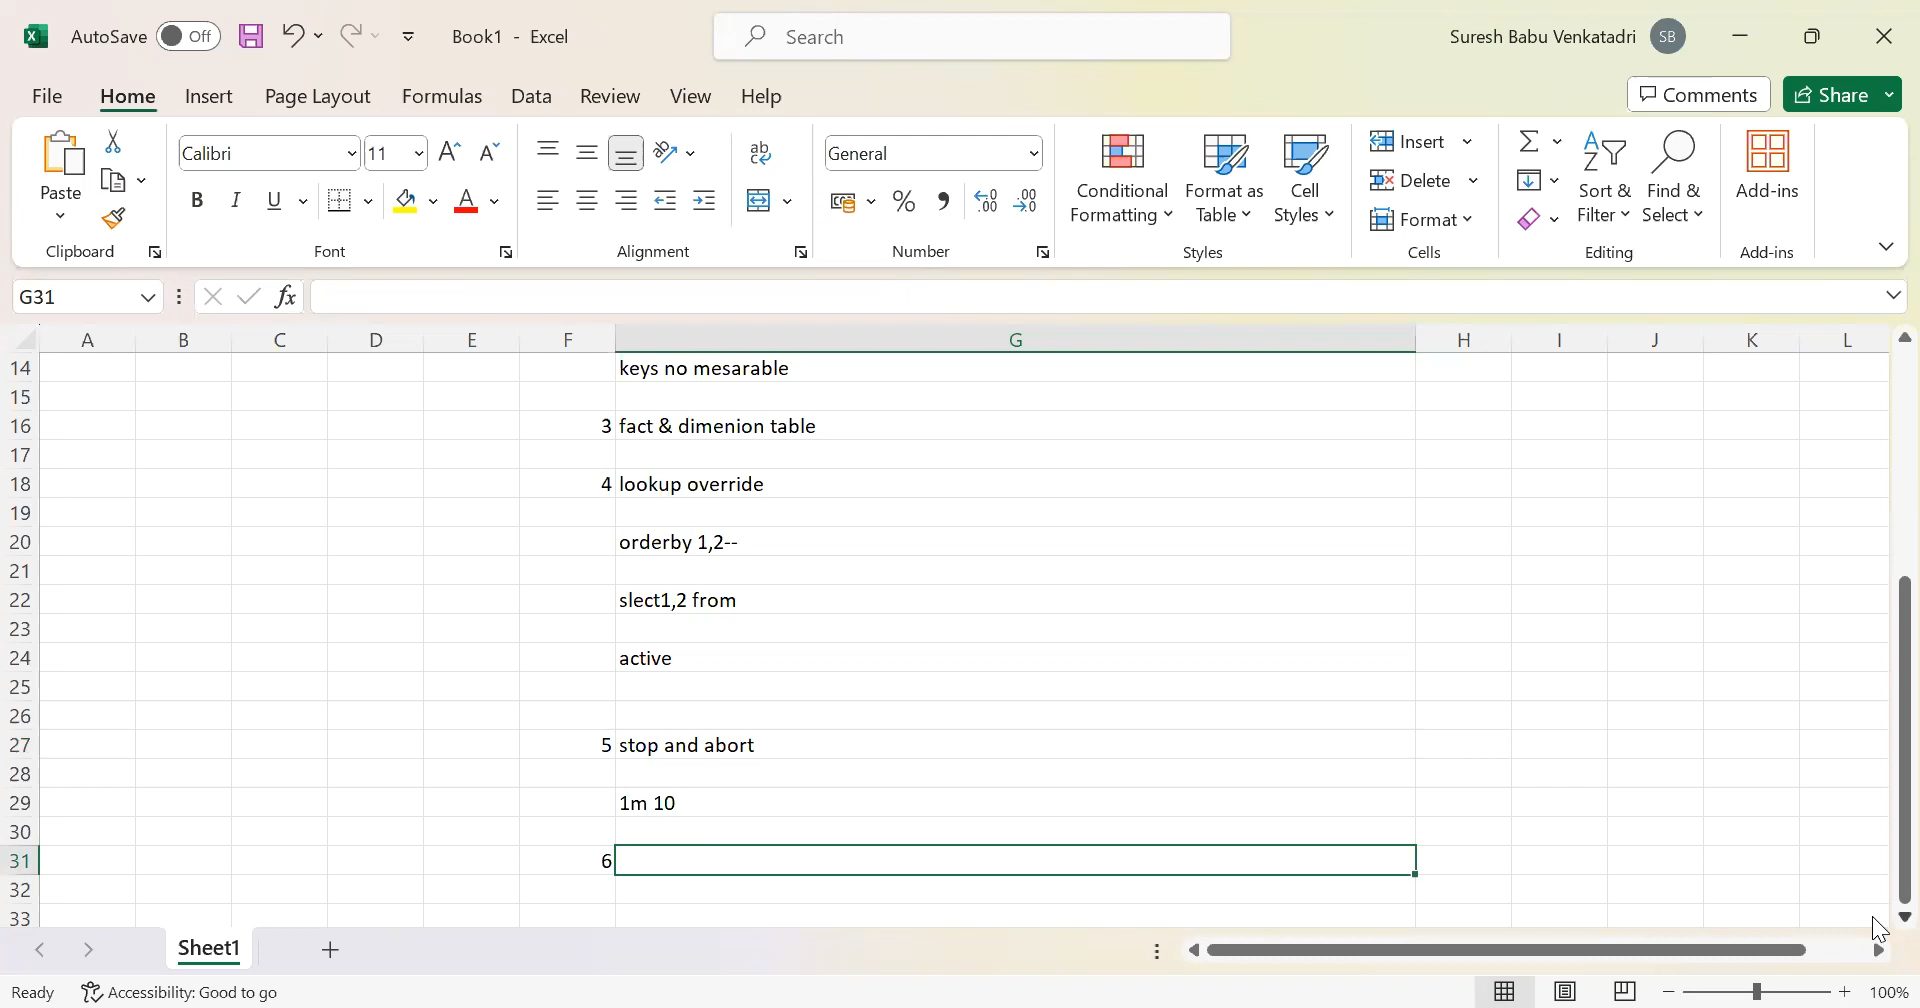 AutoSave Off Book1 - Excel Search Suresh Babu Venkatadri SB
File Home Insert Page Layout Formulas Data Review View Help Comments Share
Calibri 11 ab General Insert
Paste Conditional Formatting Format as Table Cell Styles Delete Sort & Filter Find & Select Add-ins
B I U A % Format
Clipboard Font Alignment Number Styles Cells Editing Add-ins
G31 fx
A B C D E F G H I J K L
14 keys no mesarable
15
16 3 fact & dimenion table
17
18 4 lookup override
19
20 orderby 1,2--
21
22 slect1,2 from
23
24 active
25
26
27 5 stop and abort
28
29 1m 10
30
31 6
32
33
Sheet1
Ready Accessibility: Good to go 100%